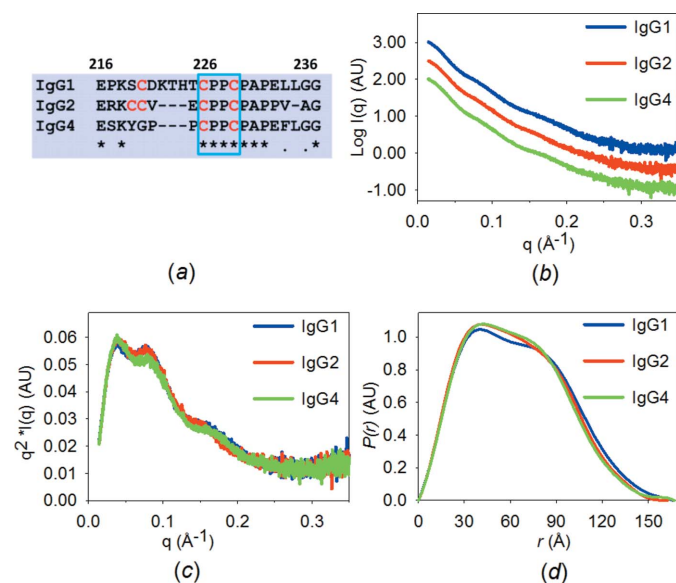 (a)
216 226 236
IgG1 EPKSCDKTHTCPPCPAPELLGG
IgG2 ERKCCV---ECPPCPAPPV-AG
IgG4 ESKYGP--PCPPCPAPEFLGG
* * ******* . . *
IgG1
IgG2
IgG4
3.00
2.00
1.00
0.00
-1.00
Log I(q) (AU)
0.0 0.1 0.2 0.3
q (Å-1)
(a)
(b)
IgG1
IgG2
IgG4
0.06
0.05
0.04
0.03
0.02
0.01
0.00
q2 *I(q) (AU)
0.0 0.1 0.2 0.3
q (Å-1)
(c)
IgG1
IgG2
IgG4
1.0
0.8
0.6
0.4
0.2
0.0
P(r) (AU)
0 30 60 90 120 150
r (Å)
(d)